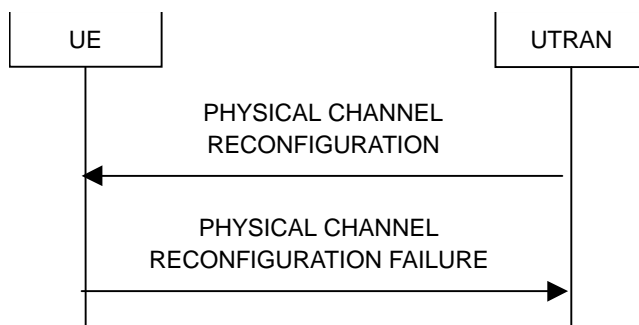 UE
UTRAN
PHYSICAL CHANNEL
RECONFIGURATION
PHYSICAL CHANNEL
RECONFIGURATION FAILURE